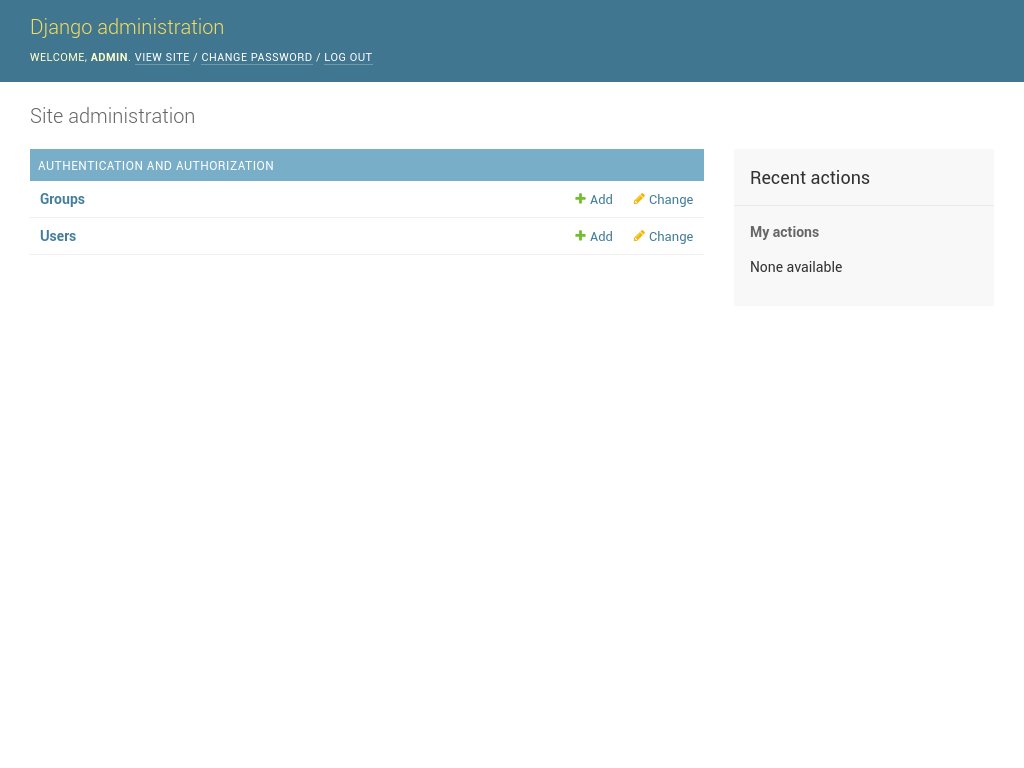 Django administration
WELCOME, ADMIN. VIEW SITE / CHANGE PASSWORD / LOG OUT
Site administration
AUTHENTICATION AND AUTHORIZATION
Groups Add Change
Users Add Change
Recent actions
My actions
None available